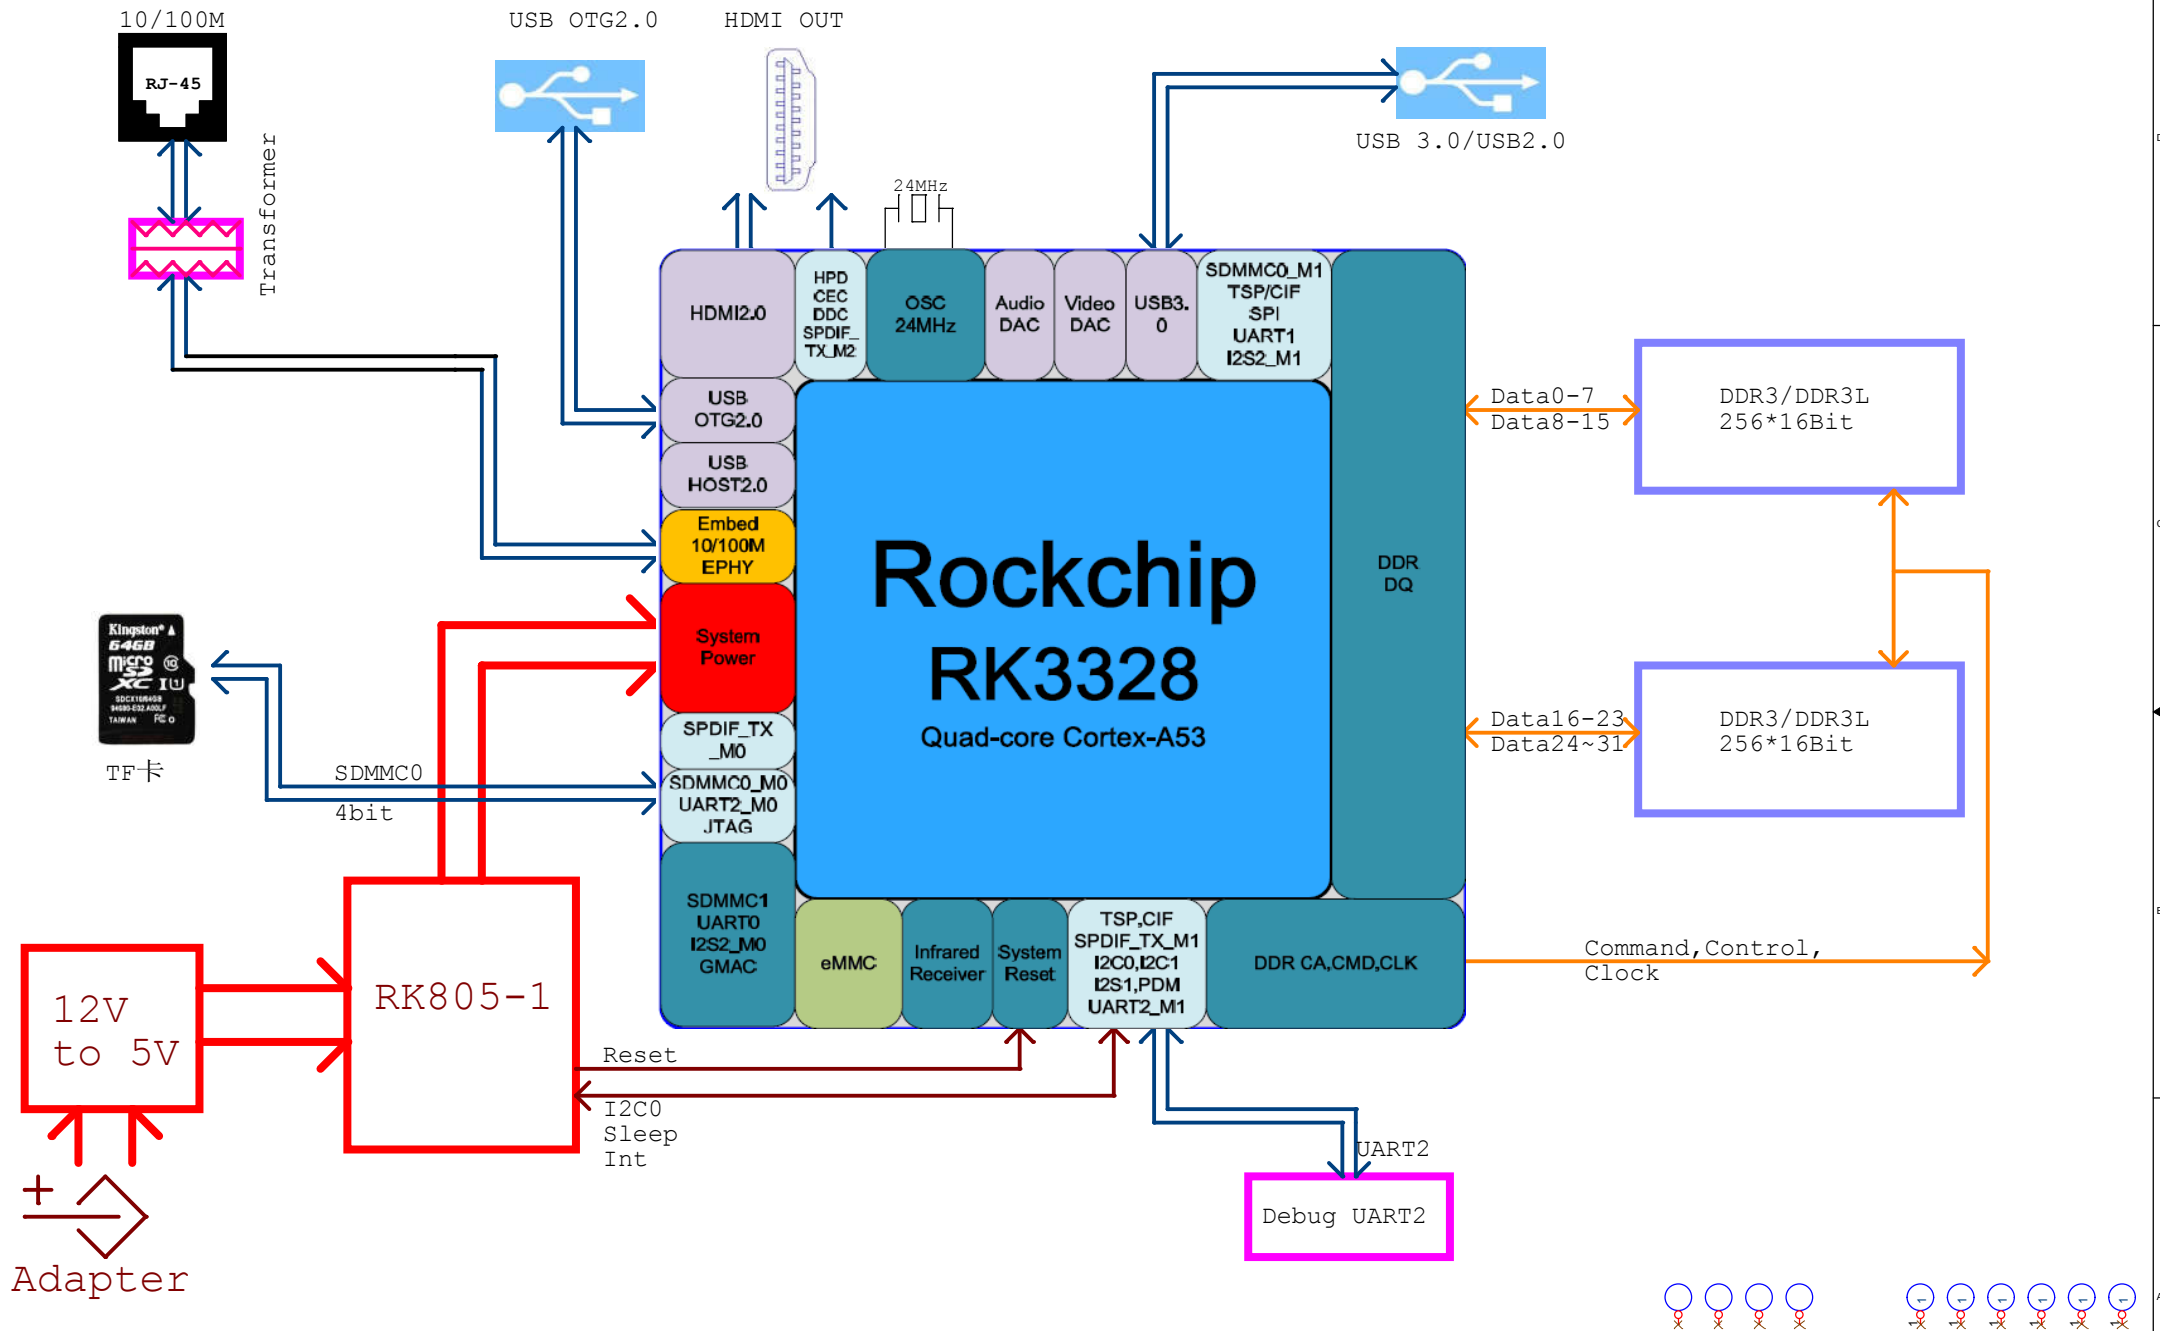 10/100M
USB OTG2.0
HDMI OUT
RJ-45
Transformer
USB 3.0/USB2.0
24MHz
HDMI2.0
HPD
CEC
DDC
SPDIF_
TX_M2
OSC
24MHz
Audio
DAC
Video
DAC
USB3.
0
SDMMC0_M1
TSP/CIF
SPI
UART1
I2S2_M1
USB
OTG2.0
USB
HOST2.0
Embed
10/100M
EPHY
System
Power
SPDIF_TX
_M0
SDMMC0_M0
UART2_M0
JTAG
SDMMC1
UART0
I2S2_M0
GMAC
Rockchip
RK3328
Quad-core Cortex-A53
DDR
DQ
Data0-7
Data8-15
DDR3/DDR3L
256*16Bit
Data16-23
Data24~31
DDR3/DDR3L
256*16Bit
Kingston
64GB
micro
SD
XC I U1
TAIWAN
TF卡
SDMMC0
4bit
eMMC
Infrared
Receiver
System
Reset
TSP,CIF
SPDIF_TX_M1
I2C0,I2C1
I2S1,PDM
UART2_M1
DDR CA,CMD,CLK
Command,Control,
Clock
12V
to 5V
RK805-1
Reset
I2C0
Sleep
Int
UART2
Debug UART2
+
Adapter